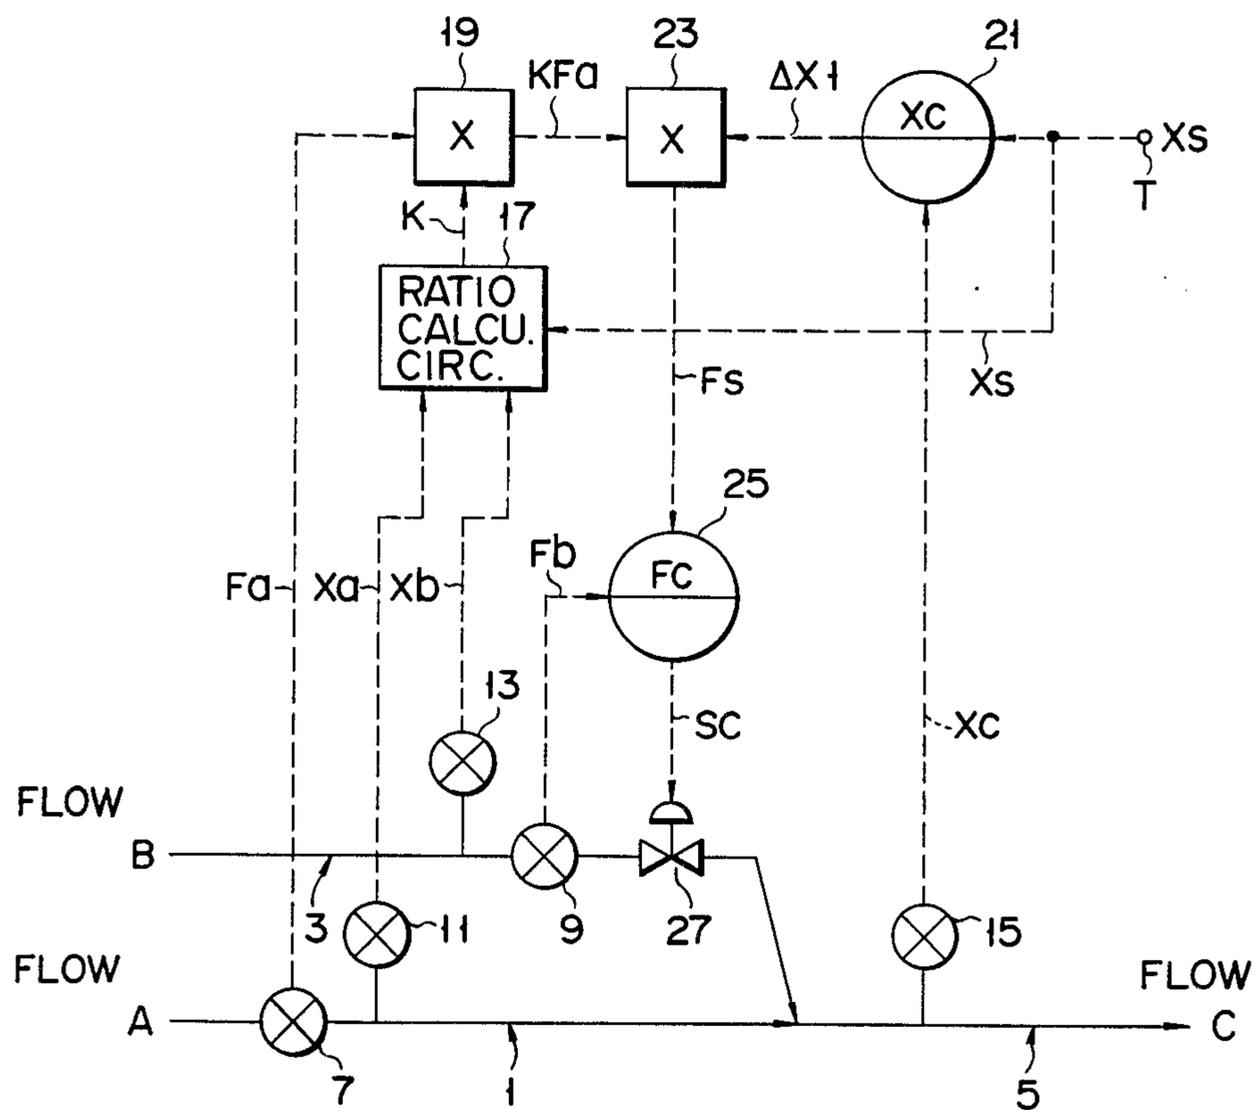 19
23
21
KFa
ΔX1
X
X
XC
Xs
T
K
17
RATIO
CALCU.
CIRC.
Fs
Xs
25
Fb
FC
Fa
Xa
Xb
13
SC
XC
FLOW
B
3
11
9
27
15
FLOW
FLOW
A
C
7
1
5